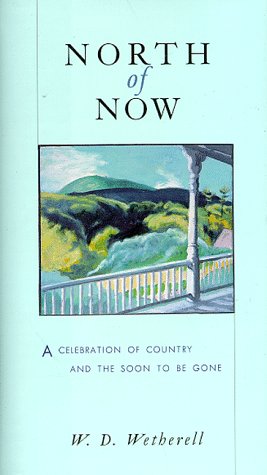 NORTH
of
NOW
A CELEBRATION OF COUNTRY
AND THE SOON TO BE GONE
W. D. Wetherell